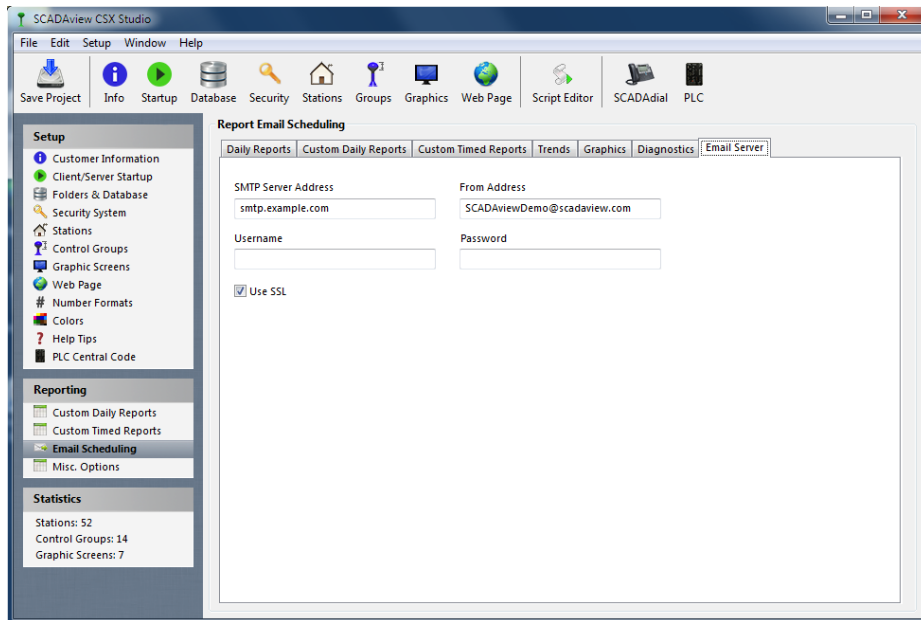 SCADAview CSX Studio
File Edit Setup Window Help
Save Project Info Startup Database Security Stations Groups Graphics Web Page Script Editor SCADAdial PLC
Setup
Customer Information
Client/Server Startup
Folders & Database
Security System
Stations
Control Groups
Graphic Screens
Web Page
# Number Formats
Colors
? Help Tips
PLC Central Code
Reporting
Custom Daily Reports
Custom Timed Reports
Email Scheduling
Misc. Options
Statistics
Stations: 52
Control Groups: 14
Graphic Screens: 7
Report Email Scheduling
Daily Reports Custom Daily Reports Custom Timed Reports Trends Graphics Diagnostics Email Server
SMTP Server Address From Address
smtp.example.com SCADAviewDemo@scadaview.com
Username Password
Use SSL